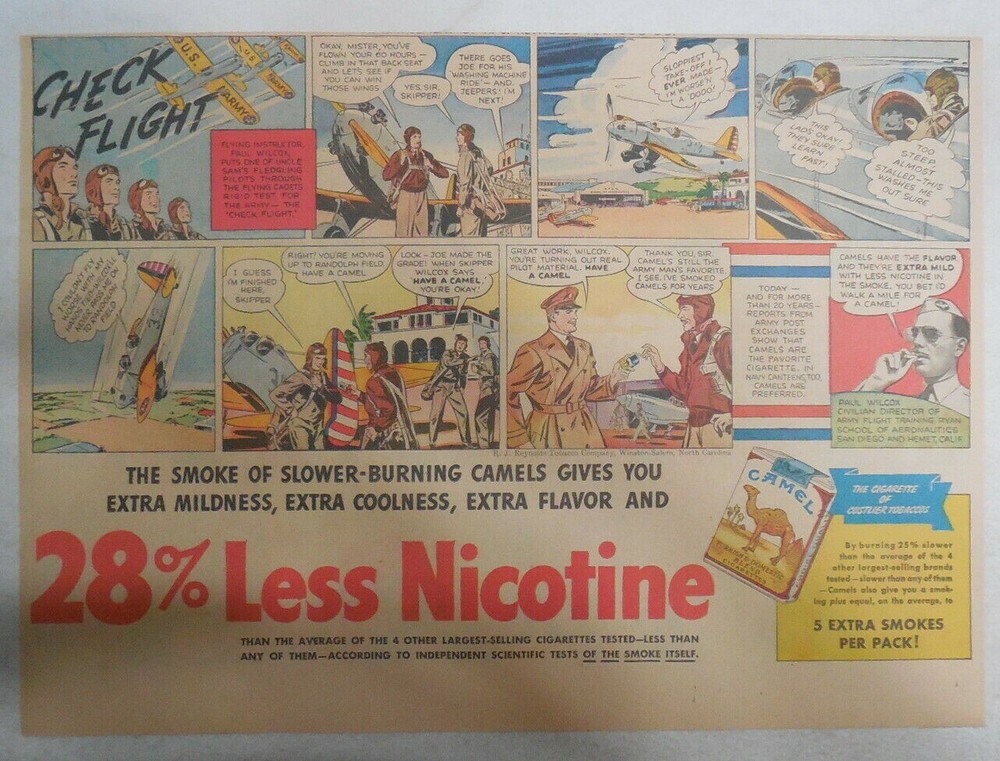 CHECK
FLIGHT
U.S.
ARMY
FLYING INSTRUCTOR,
PAUL WILCOX,
PUTS ONE OF UNCLE
SAM'S FLEDGLING
PILOTS THROUGH
THE FLYING CADETS
RIGID TEST FOR
THE ARMY— THE
"CHECK FLIGHT."
OKAY, MISTER, YOU'VE
FLOWN YOUR 60 HOURS—
CLIMB IN THAT BACK SEAT
AND LET'S SEE IF
YOU CAN WIN
THOSE WINGS
YES, SIR,
SKIPPER!
THERE GOES
JOE FOR HIS
'WASHING MACHINE
RIDE'— AND
JEEPERS! I'M
NEXT!
SLOPPIEST
TAKE-OFF I
EVER MADE—
I'M WORSE'N
A 'DODO'!
THIS
LAD'S OKAY—
THEY SURE
LEARN
FAST!
TOO
STEEP—
ALMOST
STALLED—THIS
WASHES ME
OUT SURE
I COULDN'T FLY
I GUESS
I'M FINISHED
HERE,
SKIPPER
RIGHT! YOU'RE MOVING
UP TO RANDOLPH FIELD.
HAVE A CAMEL
LOOK— JOE MADE THE
GRADE! WHEN SKIPPER
WILCOX SAYS
'HAVE A CAMEL,'
YOU'RE OKAY!
GREAT WORK, WILCOX.
YOU'RE TURNING OUT REAL
PILOT MATERIAL. HAVE
A CAMEL
THANK YOU, SIR.
CAMEL'S STILL THE
ARMY MAN'S FAVORITE,
I SEE. I'VE SMOKED
CAMELS FOR YEARS
TODAY —
AND FOR MORE
THAN 20 YEARS—
REPORTS FROM
ARMY POST
EXCHANGES
SHOW THAT
CAMELS ARE
THE FAVORITE
CIGARETTE. IN
NAVY CANTEENS, TOO,
CAMELS ARE
PREFERRED.
CAMELS HAVE THE FLAVOR,
AND THEY'RE EXTRA MILD
WITH LESS NICOTINE IN
THE SMOKE. YOU BET I'D
WALK A MILE FOR
A CAMEL!
PAUL WILCOX
CIVILIAN DIRECTOR OF
ARMY FLIGHT TRAINING, RYAN
SCHOOL OF AERONAUTICS
SAN DIEGO AND HEMET, CALIF.
R. J. Reynolds Tobacco Company, Winston-Salem, North Carolina
THE SMOKE OF SLOWER-BURNING CAMELS GIVES YOU
EXTRA MILDNESS, EXTRA COOLNESS, EXTRA FLAVOR AND
28% Less Nicotine
THAN THE AVERAGE OF THE 4 OTHER LARGEST-SELLING CIGARETTES TESTED—LESS THAN
ANY OF THEM—ACCORDING TO INDEPENDENT SCIENTIFIC TESTS OF THE SMOKE ITSELF.
CAMEL
TURKISH & DOMESTIC
BLEND
CIGARETTES
THE CIGARETTE
OF
COSTLIER TOBACCOS
By burning 25% slower
than the average of the 4
other largest-selling brands
tested—slower than any of them
—Camels also give you a smok-
ing plus equal, on the average, to
5 EXTRA SMOKES
PER PACK!